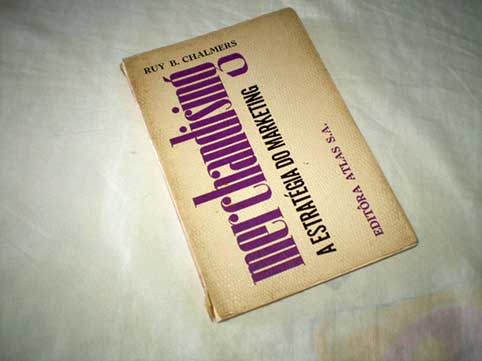 RUY B. CHALMERS
merchandising
A ESTRATÉGIA DO MARKETING
EDITÔRA ATLAS S.A.